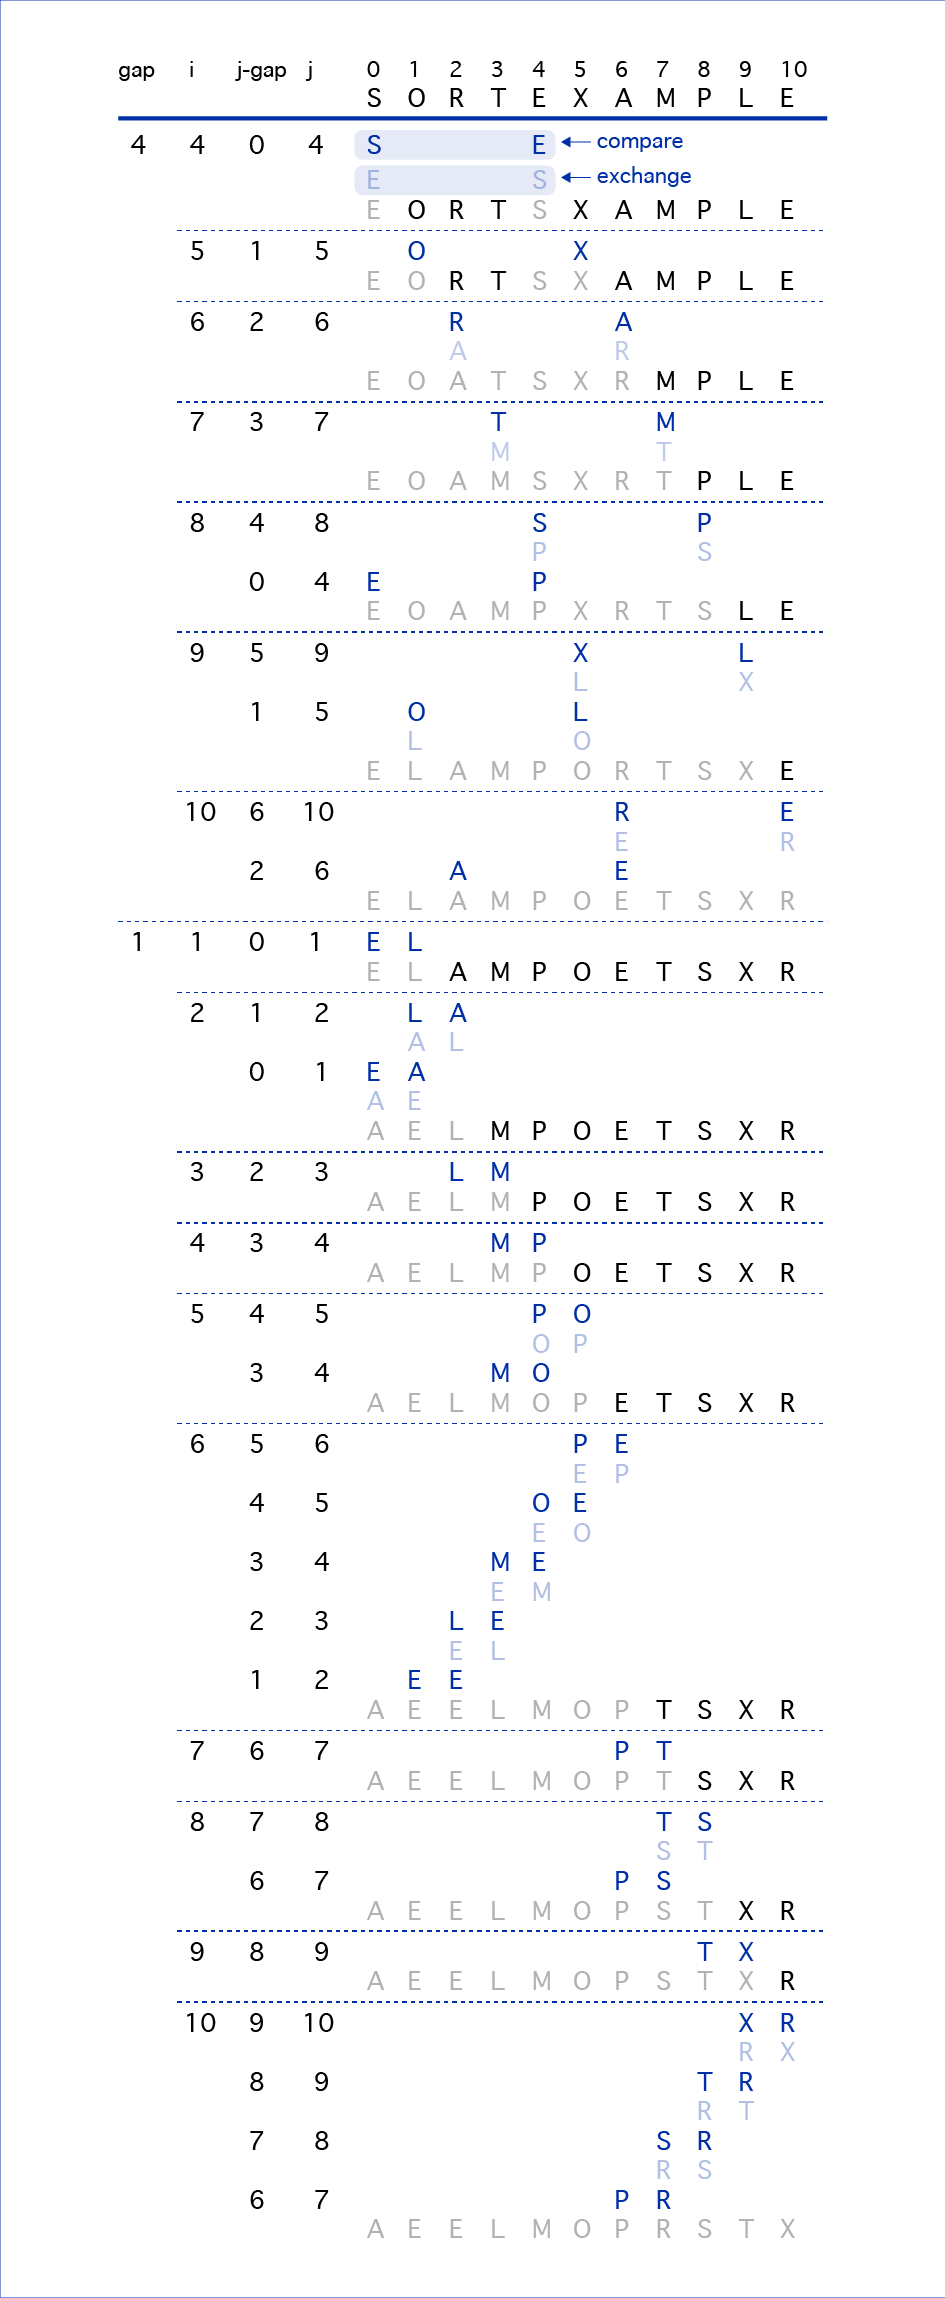 gap i j-gap j 0 1 2 3 4 5 6 7 8 9 10
S O R T E X A M P L E
4 4 0 4 S E ← compare
E S ← exchange
E O R T S X A M P L E
5 1 5 O X
E O R T S X A M P L E
6 2 6 R A
A R
E O A T S X R M P L E
7 3 7 T M
M T
E O A M S X R T P L E
8 4 8 S P
P S
0 4 E P
E O A M P X R T S L E
9 5 9 X L
L X
1 5 O L
L O
E L A M P O R T S X E
10 6 10 R E
E R
2 6 A E
E L A M P O E T S X R
1 1 0 1 E L
E L A M P O E T S X R
2 1 2 L A
A L
0 1 E A
A E
A E L M P O E T S X R
3 2 3 L M
A E L M P O E T S X R
4 3 4 M P
A E L M P O E T S X R
5 4 5 P O
O P
3 4 M O
A E L M O P E T S X R
6 5 6 P E
E P
4 5 O E
E O
3 4 M E
E M
2 3 L E
E L
1 2 E E
A E E L M O P T S X R
7 6 7 P T
A E E L M O P T S X R
8 7 8 T S
S T
6 7 P S
A E E L M O P S T X R
9 8 9 T X
A E E L M O P S T X R
10 9 10 X R
R X
8 9 T R
R T
7 8 S R
R S
6 7 P R
A E E L M O P R S T X